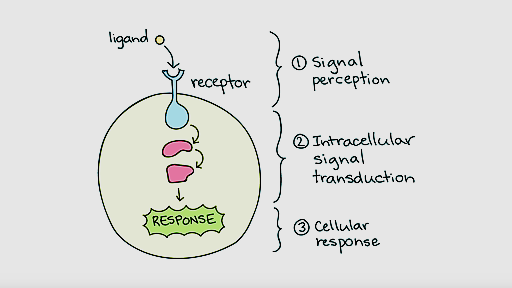 ligand
receptor
RESPONSE
① Signal
perception
② Intracellular
signal
transduction
③ Cellular
response